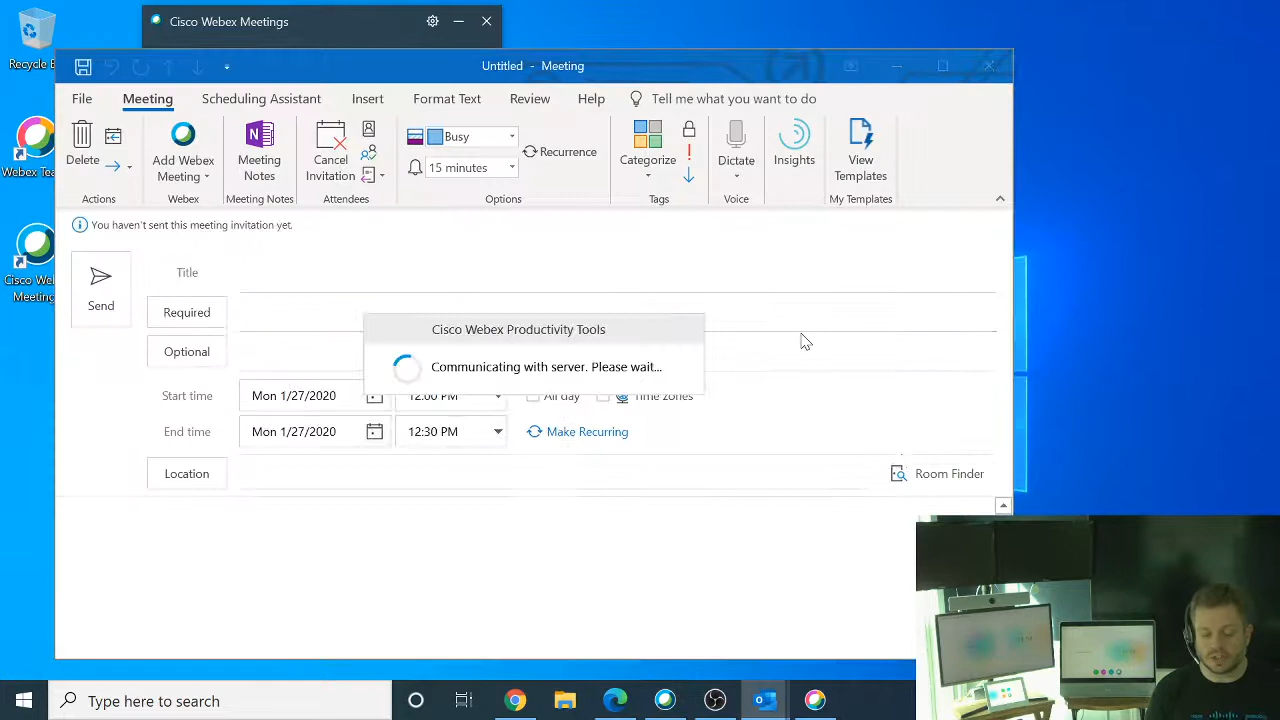 Cisco Webex Meetings
Recycle B
Untitled - Meeting
File Meeting Scheduling Assistant Insert Format Text Review Help Tell me what you want to do
Delete
Add Webex Meeting
Meeting Notes
Cancel Invitation
Busy
15 minutes
Recurrence
Categorize
Dictate
Insights
View Templates
Actions Webex Meeting Notes Attendees Options Tags Voice My Templates
Webex Tea
You haven't sent this meeting invitation yet.
Send
Title
Required
Optional
Cisco We
Meeting
Cisco Webex Productivity Tools
Communicating with server. Please wait...
Start time Mon 1/27/2020 12:00 PM All day Time zones
End time Mon 1/27/2020 12:30 PM Make Recurring
Location Room Finder
Type here to search